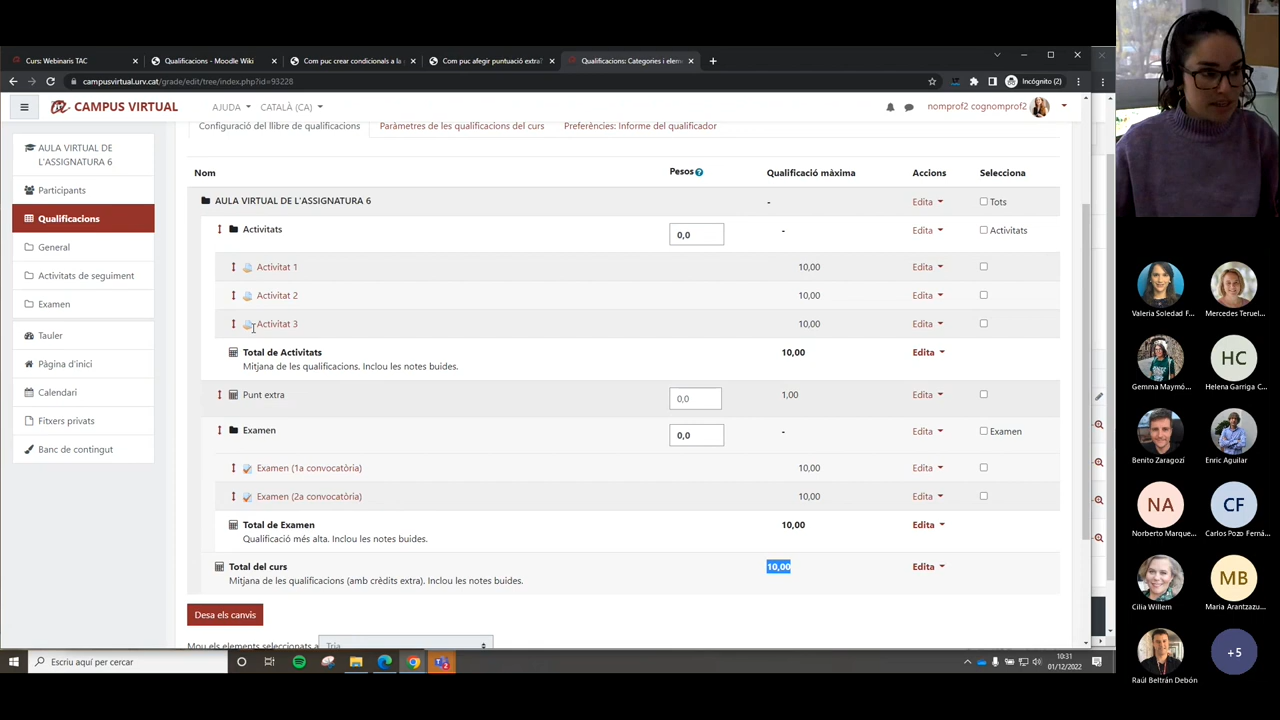 Curs: Webinaris TAC
Qualificacions - Moodle Wiki
Com puc crear condicionals a la
Com puc afegir puntuació extra?
Qualificacions: Categories i elem
campusvirtual.urv.cat/grade/edit/tree/index.php?id=93228
Incògnito (2)
CAMPUS VIRTUAL
AJUDA
CATALÀ (CA)
nomprof2 cognomprof2
Configuració del llibre de qualificacions
Paràmetres de les qualificacions del curs
Preferències: Informe del qualificador
AULA VIRTUAL DE
L'ASSIGNATURA 6
Participants
Qualificacions
General
Activitats de seguiment
Examen
Tauler
Pàgina d'inici
Calendari
Fitxers privats
Banc de contingut
Nom Pesos Qualificació màxima Accions Selecciona
AULA VIRTUAL DE L'ASSIGNATURA 6 - Edita Tots
Activitats 0,0 - Edita Activitats
Activitat 1 10,00 Edita
Activitat 2 10,00 Edita
Activitat 3 10,00 Edita
Total de Activitats 10,00 Edita
Mitjana de les qualificacions. Inclou les notes buides.
Punt extra 0,0 1,00 Edita
Examen 0,0 - Edita Examen
Examen (1a convocatòria) 10,00 Edita
Examen (2a convocatòria) 10,00 Edita
Total de Examen 10,00 Edita
Qualificació més alta. Inclou les notes buides.
Total del curs 10,00 Edita
Mitjana de les qualificacions (amb crèdits extra). Inclou les notes buides.
Desa els canvis
Mou els elements seleccionats a Tria...
Escriu aquí per cercar
10:31
01/12/2022
Valeria Soledad F...
Mercedes Teruel...
HC
Gemma Maymó...
Helena Garriga C...
Benito Zaragozí
Enric Aguilar
NA
CF
Norberto Marque...
Carlos Pozo Ferná...
MB
Cilia Willem
Maria Arantzazu...
+5
Raúl Beltrán Debón